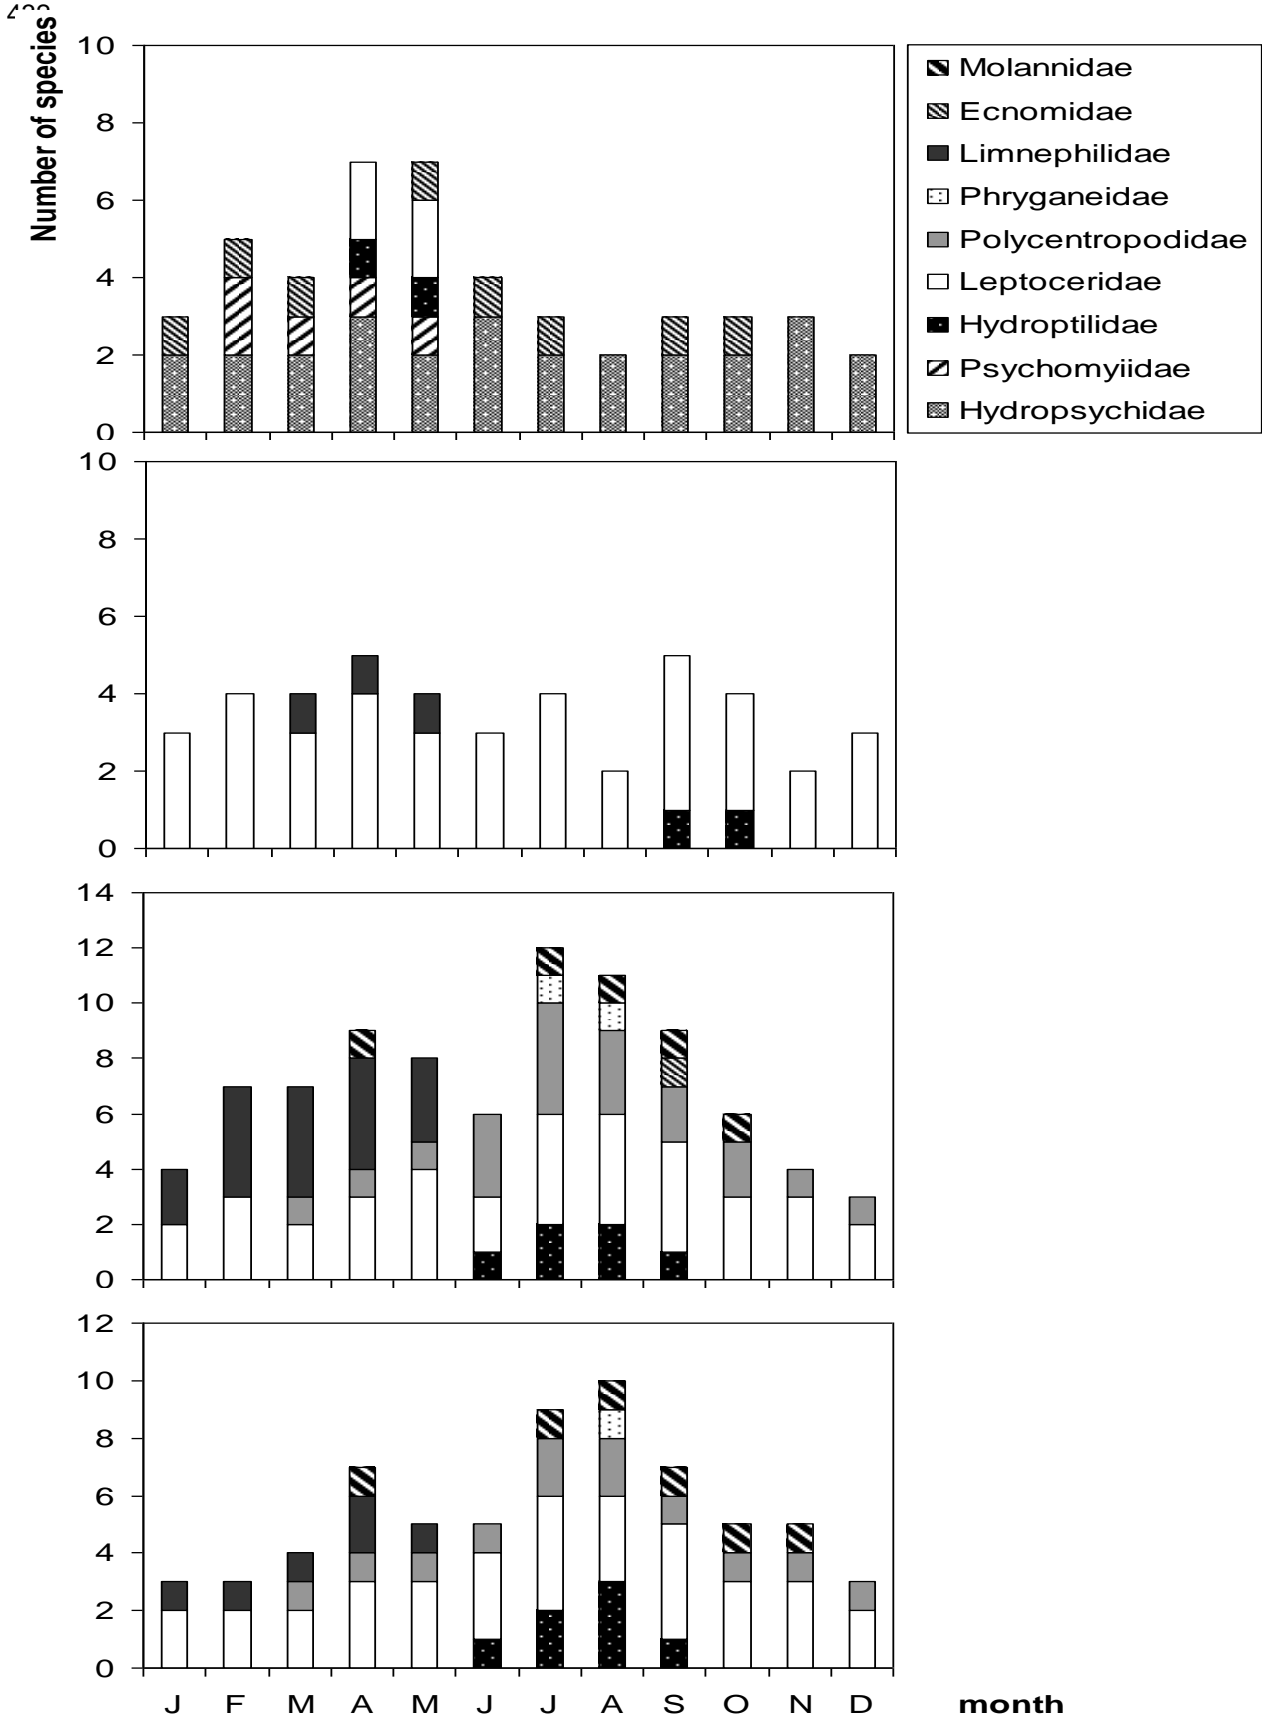 Number of species
10
8
6
4
2
0
Molannidae
Ecnomidae
Limnephilidae
Phryganeidae
Polycentropodidae
Leptoceridae
Hydroptilidae
Psychomyiidae
Hydropsychidae
10
8
6
4
2
0
14
12
10
8
6
4
2
0
12
10
8
6
4
2
0
J F M A M J J A S O N D month